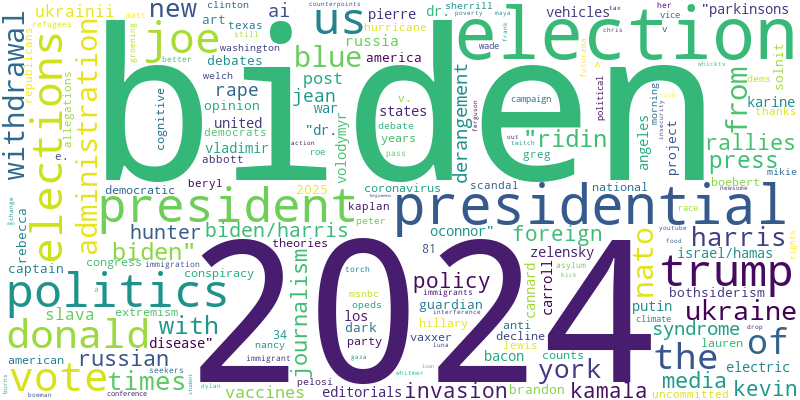 biden
2024
election
presidential
president
politics
trump
elections
administration
vote
donald
joe
us
blue
nato
ukraine
the
of
from
harris
withdrawal
new
ai
pierre
art
texas
hurricane
dr.
sherrill
vehicles
"parkinsons
ukrainii
refugees
clinton
matt
groening
still
better
washington
counterpoints
poverty
maya
frank
tax
chris
her
vice
v
wade
futurama
^
whicktv
dems
solnit
karine
thanks
republicans
allegations
e.
debates
russia
america
welch
rape
post
opinion
jean
war
cognitive
united
democrats
"dr.
vladimir
abbott
roe
volodymyr
v.
states
debate
years
pass
campaign
political
out
twitch
action
ferguson
insecurity
derangement
"ridin
greg
angeles
morning
project
rich
rallies
press
boebert
mikie
democratic
beryl
2025
coronavirus
scandal
national
kaplan
peter
rebecca
change
hunter
biden/harris
theories
oconnor"
81
foreign
race
youtube
newsome
food
rights
captain
biden"
congress
immigration
conspiracy
journalism
torch
msnbc
opeds
policy
immigrants
guardian
interference
zelensky
carroll
cannard
asylum
kick
israel/hamas
bothsiderism
putin
syndrome
climate
drop
slava
extremism
with
34
nancy
disease"
los
dark
party
hillary
anti
decline
vaxxer
lewis
luna
bacon
counts
lauren
electric
american
seekers
russian
times
immigrant
gaza
york
media
kevin
burns
bowman
conference
dylan
student
vaccines
pelosi
editorials
whitmer
invasion
brandon
kamala
uncommitted